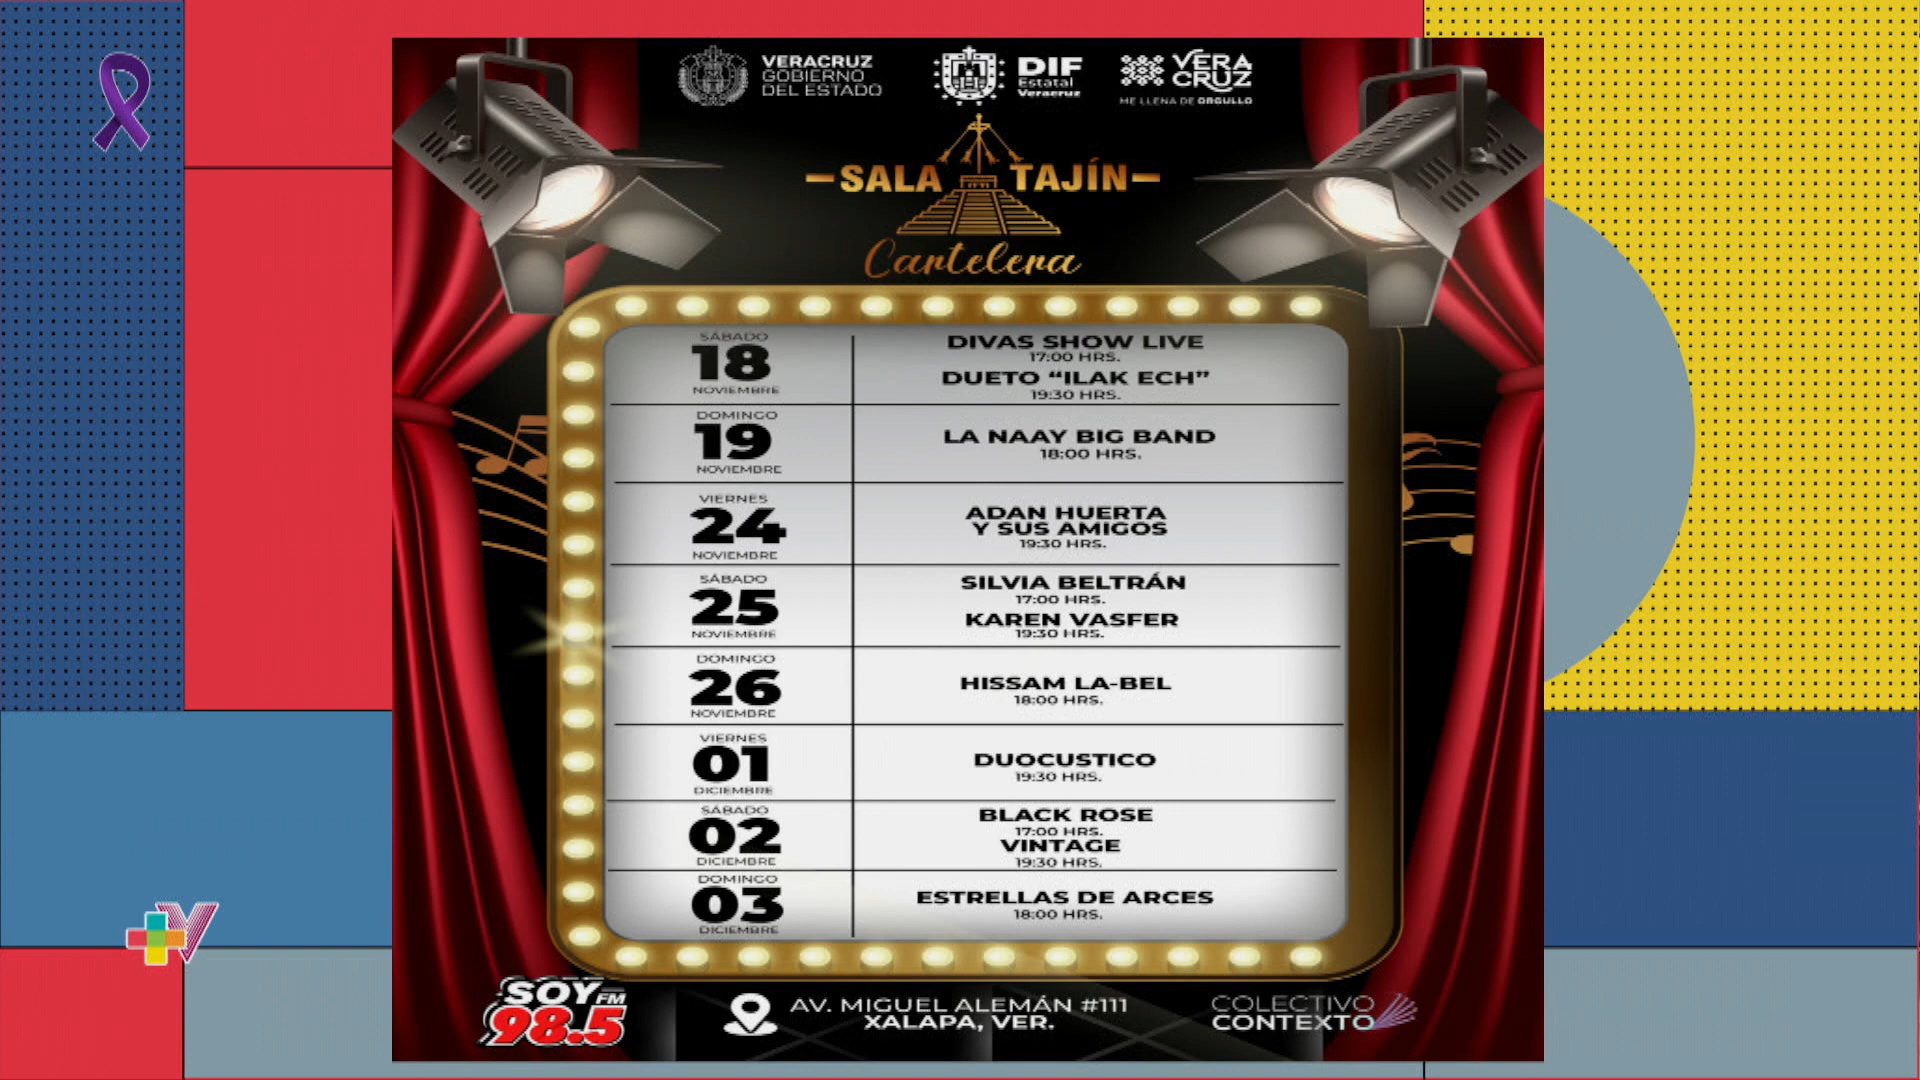 VERACRUZ
GOBIERNO
DEL ESTADO
DIF
Estatal
Veracruz
VERA
CRUZ
ME LLENA DE ORGULLO
SALA TAJÍN
Cartelera
SÁBADO
18
NOVIEMBRE
DIVAS SHOW LIVE
17:00 HRS.
DUETO “ILAK ECH”
19:30 HRS.
DOMINGO
19
NOVIEMBRE
LA NAAY BIG BAND
18:00 HRS.
VIERNES
24
NOVIEMBRE
ADAN HUERTA
Y SUS AMIGOS
19:30 HRS.
SÁBADO
25
NOVIEMBRE
SILVIA BELTRÁN
17:00 HRS.
KAREN VASFER
19:30 HRS.
DOMINGO
26
NOVIEMBRE
HISSAM LA-BEL
18:00 HRS.
VIERNES
01
DICIEMBRE
DUOCUSTICO
19:30 HRS.
SÁBADO
02
DICIEMBRE
BLACK ROSE
17:00 HRS.
VINTAGE
19:30 HRS.
DOMINGO
03
DICIEMBRE
ESTRELLAS DE ARCES
18:00 HRS.
+V
SOY FM
98.5
AV. MIGUEL ALEMÁN #111
XALAPA, VER.
COLECTIVO
CONTEXTO